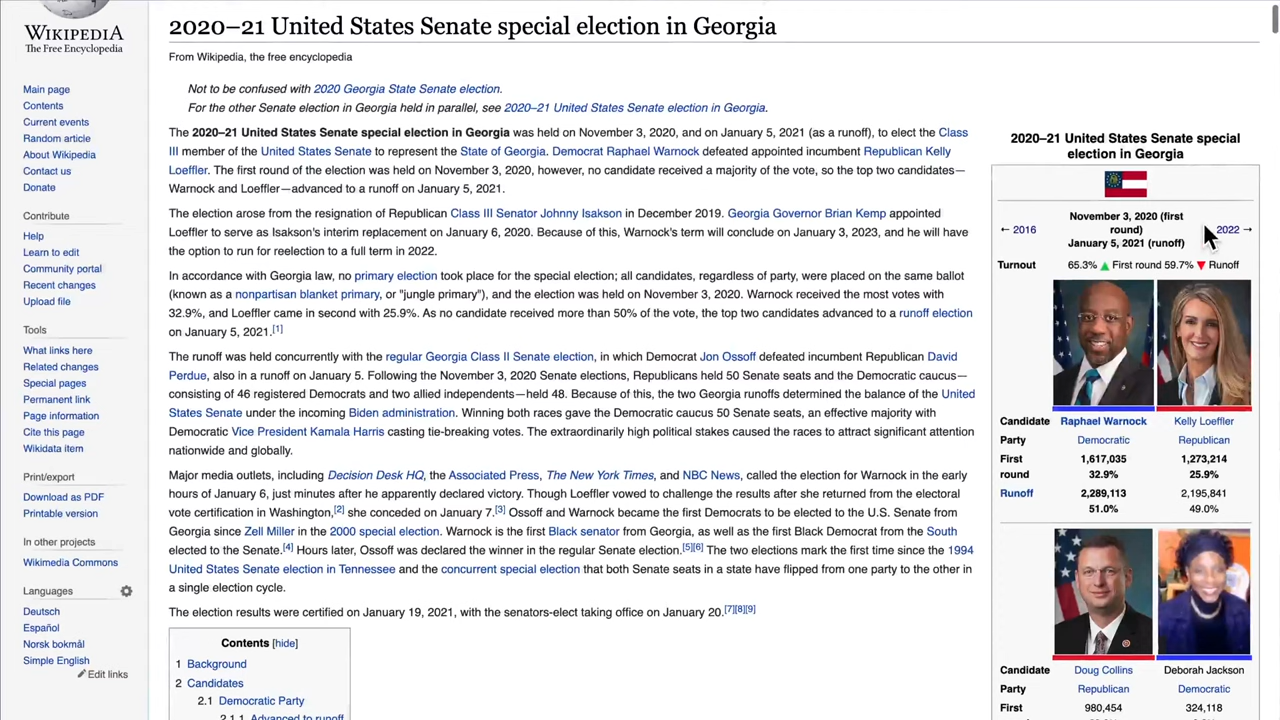 WIKIPEDIA
The Free Encyclopedia
Main page
Contents
Current events
Random article
About Wikipedia
Contact us
Donate
Contribute
Help
Learn to edit
Community portal
Recent changes
Upload file
Tools
What links here
Related changes
Special pages
Permanent link
Page information
Cite this page
Wikidata item
Print/export
Download as PDF
Printable version
In other projects
Wikimedia Commons
Languages
Deutsch
Español
Norsk bokmål
Simple English
Edit links
2020–21 United States Senate special election in Georgia
From Wikipedia, the free encyclopedia
Not to be confused with 2020 Georgia State Senate election.
For the other Senate election in Georgia held in parallel, see 2020–21 United States Senate election in Georgia.
The 2020–21 United States Senate special election in Georgia was held on November 3, 2020, and on January 5, 2021 (as a runoff), to elect the Class
III member of the United States Senate to represent the State of Georgia. Democrat Raphael Warnock defeated appointed incumbent Republican Kelly
Loeffler. The first round of the election was held on November 3, 2020, however, no candidate received a majority of the vote, so the top two candidates—
Warnock and Loeffler—advanced to a runoff on January 5, 2021.
The election arose from the resignation of Republican Class III Senator Johnny Isakson in December 2019. Georgia Governor Brian Kemp appointed
Loeffler to serve as Isakson's interim replacement on January 6, 2020. Because of this, Warnock's term will conclude on January 3, 2023, and he will have
the option to run for reelection to a full term in 2022.
In accordance with Georgia law, no primary election took place for the special election; all candidates, regardless of party, were placed on the same ballot
(known as a nonpartisan blanket primary, or "jungle primary"), and the election was held on November 3, 2020. Warnock received the most votes with
32.9%, and Loeffler came in second with 25.9%. As no candidate received more than 50% of the vote, the top two candidates advanced to a runoff election
on January 5, 2021.[1]
The runoff was held concurrently with the regular Georgia Class II Senate election, in which Democrat Jon Ossoff defeated incumbent Republican David
Perdue, also in a runoff on January 5. Following the November 3, 2020 Senate elections, Republicans held 50 Senate seats and the Democratic caucus—
consisting of 46 registered Democrats and two allied independents—held 48. Because of this, the two Georgia runoffs determined the balance of the United
States Senate under the incoming Biden administration. Winning both races gave the Democratic caucus 50 Senate seats, an effective majority with
Democratic Vice President Kamala Harris casting tie-breaking votes. The extraordinarily high political stakes caused the races to attract significant attention
nationwide and globally.
Major media outlets, including Decision Desk HQ, the Associated Press, The New York Times, and NBC News, called the election for Warnock in the early
hours of January 6, just minutes after he apparently declared victory. Though Loeffler vowed to challenge the results after she returned from the electoral
vote certification in Washington,[2] she conceded on January 7.[3] Ossoff and Warnock became the first Democrats to be elected to the U.S. Senate from
Georgia since Zell Miller in the 2000 special election. Warnock is the first Black senator from Georgia, as well as the first Black Democrat from the South
elected to the Senate.[4] Hours later, Ossoff was declared the winner in the regular Senate election.[5][6] The two elections mark the first time since the 1994
United States Senate election in Tennessee and the concurrent special election that both Senate seats in a state have flipped from one party to the other in
a single election cycle.
The election results were certified on January 19, 2021, with the senators-elect taking office on January 20.[7][8][9]
Contents [hide]
1 Background
2 Candidates
2.1 Democratic Party
2.1.1 Advanced to runoff
2020–21 United States Senate special
election in Georgia
November 3, 2020 (first
← 2016 round) 2022 →
January 5, 2021 (runoff)
Turnout 65.3% ▲ First round 59.7% ▼ Runoff
Candidate Raphael Warnock Kelly Loeffler
Party Democratic Republican
First 1,617,035 1,273,214
round 32.9% 25.9%
Runoff 2,289,113 2,195,841
51.0% 49.0%
Candidate Doug Collins Deborah Jackson
Party Republican Democratic
First 980,454 324,118